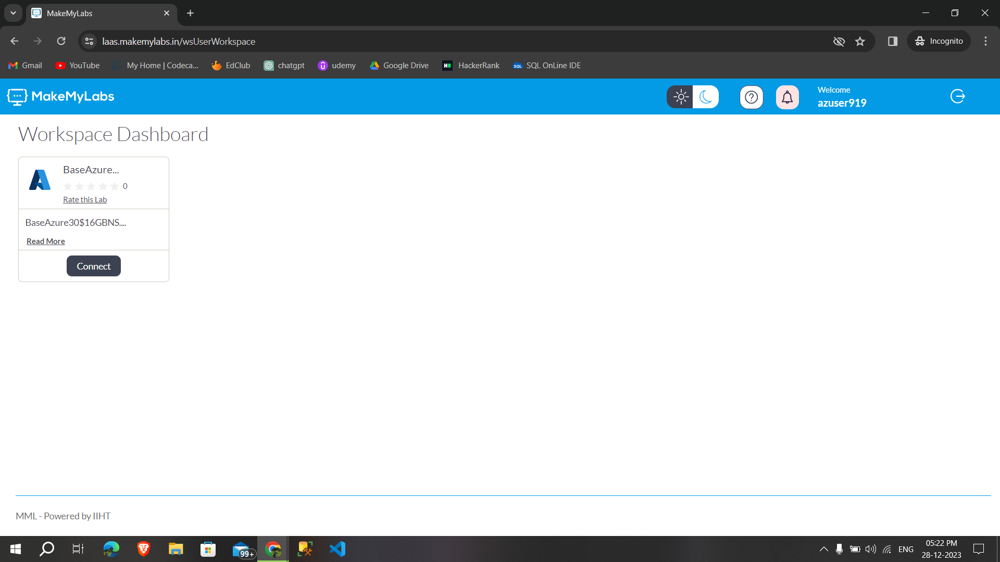 MakeMyLabs
laas.makemylabs.in/wsUserWorkspace
Incognito
Gmail
YouTube
My Home | Codeca...
EdClub
chatgpt
udemy
Google Drive
HackerRank
SQL OnLine IDE
MakeMyLabs
Welcome
azuser919
Workspace Dashboard
BaseAzure...
0
Rate this Lab
BaseAzure30$16GBNS....
Read More
Connect
MML - Powered by IIHT
99+
ENG
05:22 PM
28-12-2023